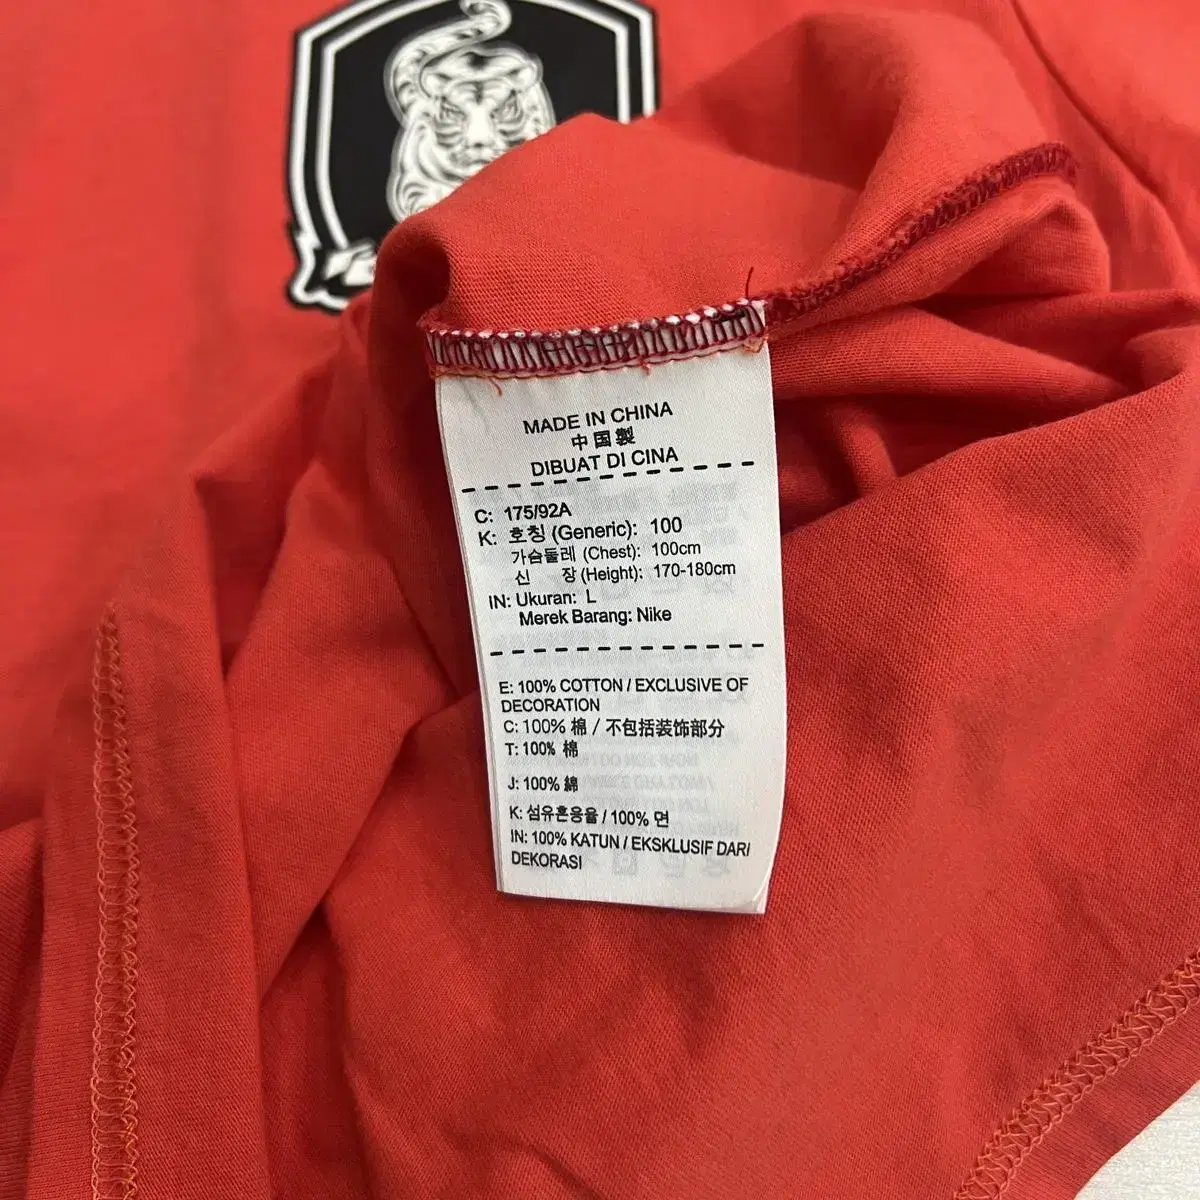 MADE IN CHINA
中国製
DIBUAT DI CINA
C: 175/92A
K: 호칭 (Generic): 100
가슴둘레 (Chest): 100cm
신 장 (Height): 170-180cm
IN: Ukuran: L
Merek Barang: Nike
E: 100% COTTON / EXCLUSIVE OF
DECORATION
C: 100% 棉 / 不包括装饰部分
T: 100% 棉
J: 100% 綿
K: 섬유혼용율 / 100% 면
IN: 100% KATUN / EKSKLUSIF DARI
DEKORASI